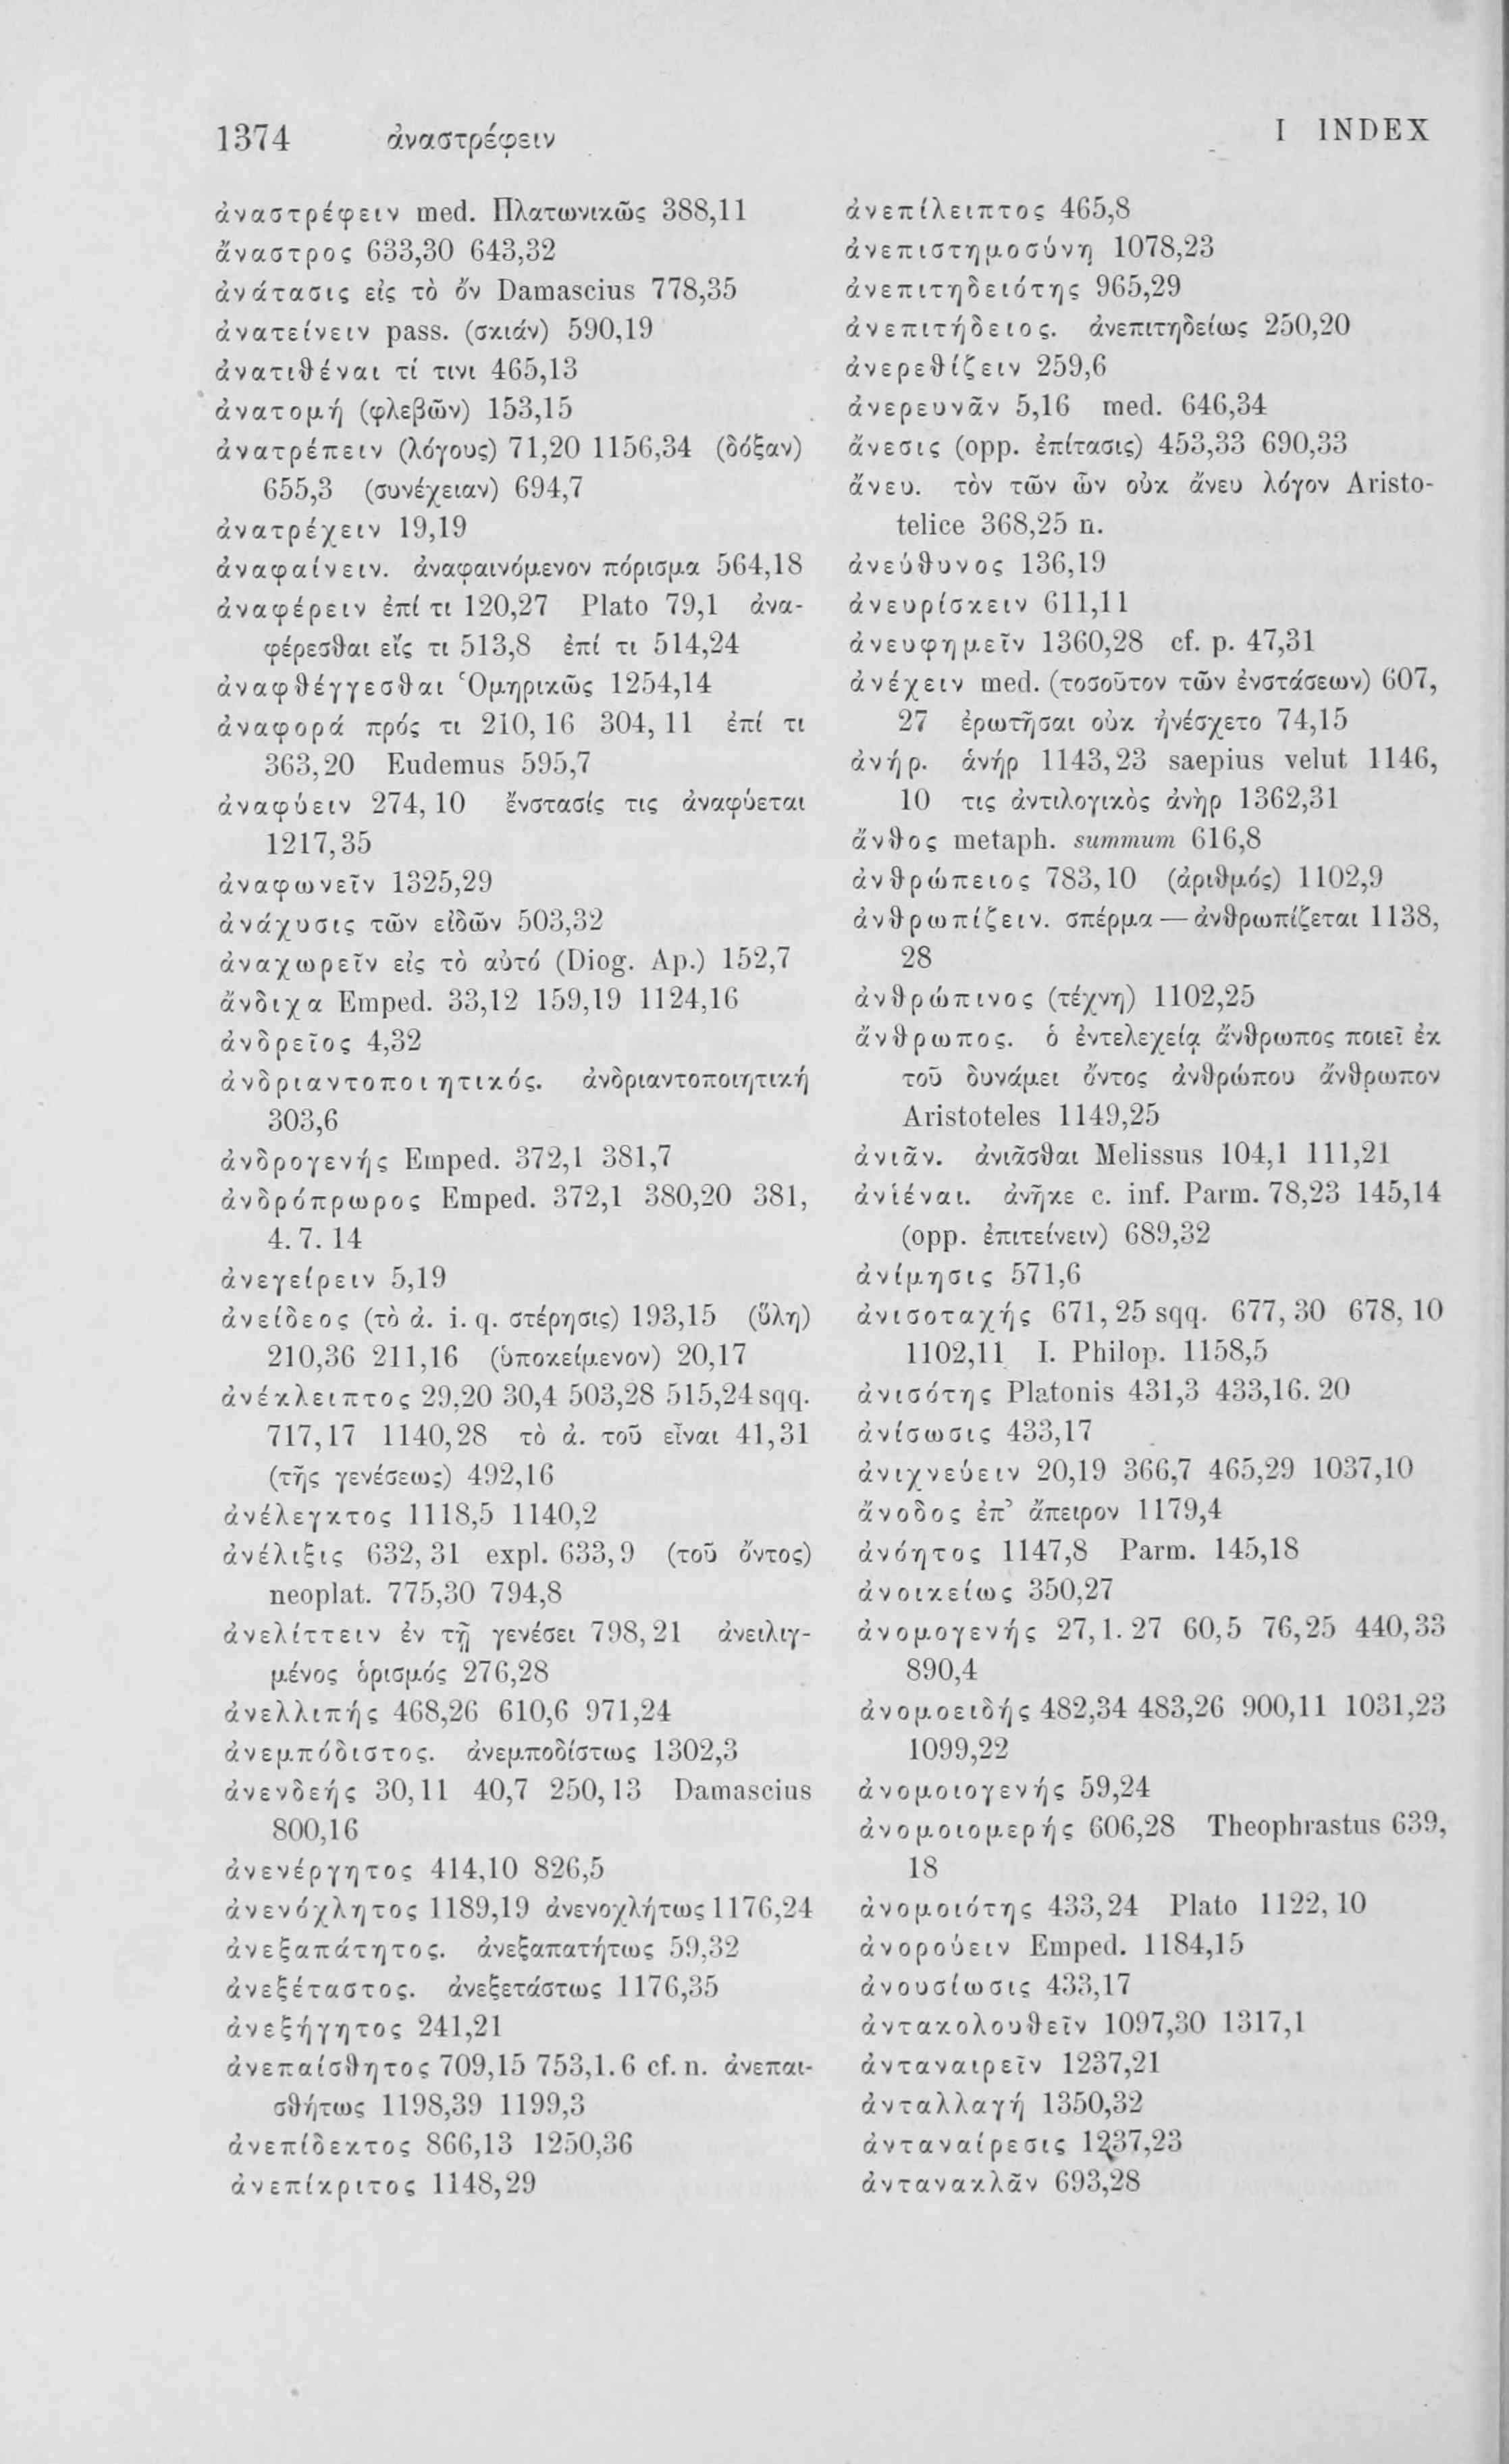 1374 ἀναστρέφειν
I INDEX
ἀναστρέφειν med. Πλατωνικῶς 388,11
ἄναστρος 633,30 643,32
ἀνάτασις εἰς τὸ ὄν Damascius 778,35
ἀνατείνειν pass. (σκιάν) 590,19
ἀνατιθέναι τί τινι 465,13
ἀνατομή (φλεβῶν) 153,15
ἀνατρέπειν (λόγους) 71,20 1156,34 (δόξαν)
655,3 (συνέχειαν) 694,7
ἀνατρέχειν 19,19
ἀναφαίνειν. ἀναφαινόμενον πόρισμα 564,18
ἀναφέρειν ἐπί τι 120,27 Plato 79,1 ἀνα-
φέρεσθαι εἴς τι 513,8 ἐπί τι 514,24
ἀναφθέγγεσθαι Ὁμηρικῶς 1254,14
ἀναφορά πρός τι 210,16 304,11 ἐπί τι
363,20 Eudemus 595,7
ἀναφύειν 274,10 ἔνστασίς τις ἀναφύεται
1217,35
ἀναφωνεῖν 1325,29
ἀνάχυσις τῶν εἰδῶν 503,32
ἀναχωρεῖν εἰς τὸ αὐτό (Diog. Ap.) 152,7
ἄνδιχα Emped. 33,12 159,19 1124,16
ἀνδρεῖος 4,32
ἀνδριαντοποιητικός. ἀνδριαντοποιητική
303,6
ἀνδρογενής Emped. 372,1 381,7
ἀνδρόπρωρος Emped. 372,1 380,20 381,
4. 7. 14
ἀνεγείρειν 5,19
ἀνείδεος (τὸ ἀ. i. q. στέρησις) 193,15 (ὕλη)
210,36 211,16 (ὑποκείμενον) 20,17
ἀνέκλειπτος 29,20 30,4 503,28 515,24 sqq.
717,17 1140,28 τὸ ἀ. τοῦ εἶναι 41,31
(τῆς γενέσεως) 492,16
ἀνέλεγκτος 1118,5 1140,2
ἀνέλιξις 632,31 expl. 633,9 (τοῦ ὄντος)
neoplat. 775,30 794,8
ἀνελίττειν ἐν τῇ γενέσει 798,21 ἀνειλιγ-
μένος ὁρισμός 276,28
ἀνελλιπής 468,26 610,6 971,24
ἀνεμπόδιστος. ἀνεμποδίστως 1302,3
ἀνενδεής 30,11 40,7 250,13 Damascius
800,16
ἀνενέργητος 414,10 826,5
ἀνενόχλητος 1189,19 ἀνενοχλήτως 1176,24
ἀνεξαπάτητος. ἀνεξαπατήτως 59,32
ἀνεξέταστος. ἀνεξετάστως 1176,35
ἀνεξήγητος 241,21
ἀνεπαίσθητος 709,15 753,1.6 cf. n. ἀνεπαι-
σθήτως 1198,39 1199,3
ἀνεπίδεκτος 866,13 1250,36
ἀνεπίκριτος 1148,29
ἀνεπίλειπτος 465,8
ἀνεπιστημοσύνη 1078,23
ἀνεπιτηδειότης 965,29
ἀνεπιτήδειος. ἀνεπιτηδείως 250,20
ἀνερεθίζειν 259,6
ἀνερευνᾶν 5,16 med. 646,34
ἄνεσις (opp. ἐπίτασις) 453,33 690,33
ἄνευ. τὸν τῶν ὧν οὐκ ἄνευ λόγον Aristo-
telice 368,25 n.
ἀνεύθυνος 136,19
ἀνευρίσκειν 611,11
ἀνευφημεῖν 1360,28 cf. p. 47,31
ἀνέχειν med. (τοσοῦτον τῶν ἐνστάσεων) 607,
27 ἐρωτῆσαι οὐκ ἠνέσχετο 74,15
ἀνήρ. ἁνήρ 1143,23 saepius velut 1146,
10 τις ἀντιλογικὸς ἀνὴρ 1362,31
ἄνθος metaph. summum 616,8
ἀνθρώπειος 783,10 (ἀριθμός) 1102,9
ἀνθρωπίζειν. σπέρμα — ἀνθρωπίζεται 1138,
28
ἀνθρώπινος (τέχνη) 1102,25
ἄνθρωπος. ὁ ἐντελεχείᾳ ἄνθρωπος ποιεῖ ἐκ
τοῦ δυνάμει ὄντος ἀνθρώπου ἄνθρωπον
Aristoteles 1149,25
ἀνιᾶν. ἀνιᾶσθαι Melissus 104,1 111,21
ἀνιέναι. ἀνῆκε c. inf. Parm. 78,23 145,14
(opp. ἐπιτείνειν) 689,32
ἀνίμησις 571,6
ἀνισοταχής 671,25 sqq. 677,30 678,10
1102,11 I. Philop. 1158,5
ἀνισότης Platonis 431,3 433,16. 20
ἀνίσωσις 433,17
ἀνιχνεύειν 20,19 366,7 465,29 1037,10
ἄνοδος ἐπ’ ἄπειρον 1179,4
ἀνόητος 1147,8 Parm. 145,18
ἀνοικείως 350,27
ἀνομογενής 27,1. 27 60,5 76,25 440,33
890,4
ἀνομοειδής 482,34 483,26 900,11 1031,23
1099,22
ἀνομοιογενής 59,24
ἀνομοιομερής 606,28 Theophrastus 639,
18
ἀνομοιότης 433,24 Plato 1122,10
ἀνορούειν Emped. 1184,15
ἀνουσίωσις 433,17
ἀντακολουθεῖν 1097,30 1317,1
ἀνταναιρεῖν 1237,21
ἀνταλλαγή 1350,32
ἀνταναίρεσις 1237,23
ἀντανακλᾶν 693,28